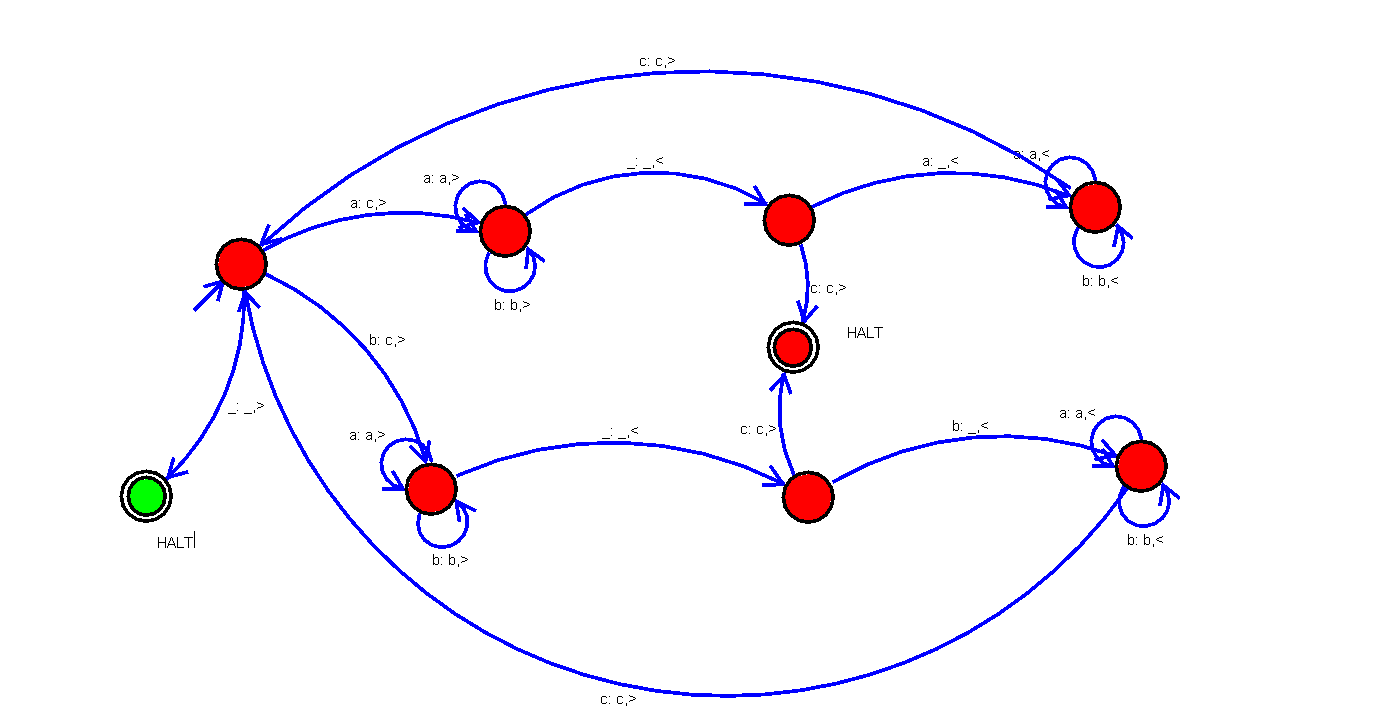 c: c,>
_: _,<
a: _,<
a: a,<
a: a,>
a: c,>
b: b,<
c: c,>
b: b,>
HALT
b: c,>
_: _,>
a: a,<
b: _,<
c: c,>
_: _,<
a: a,>
HALT
b: b,<
b: b,>
c: c,>